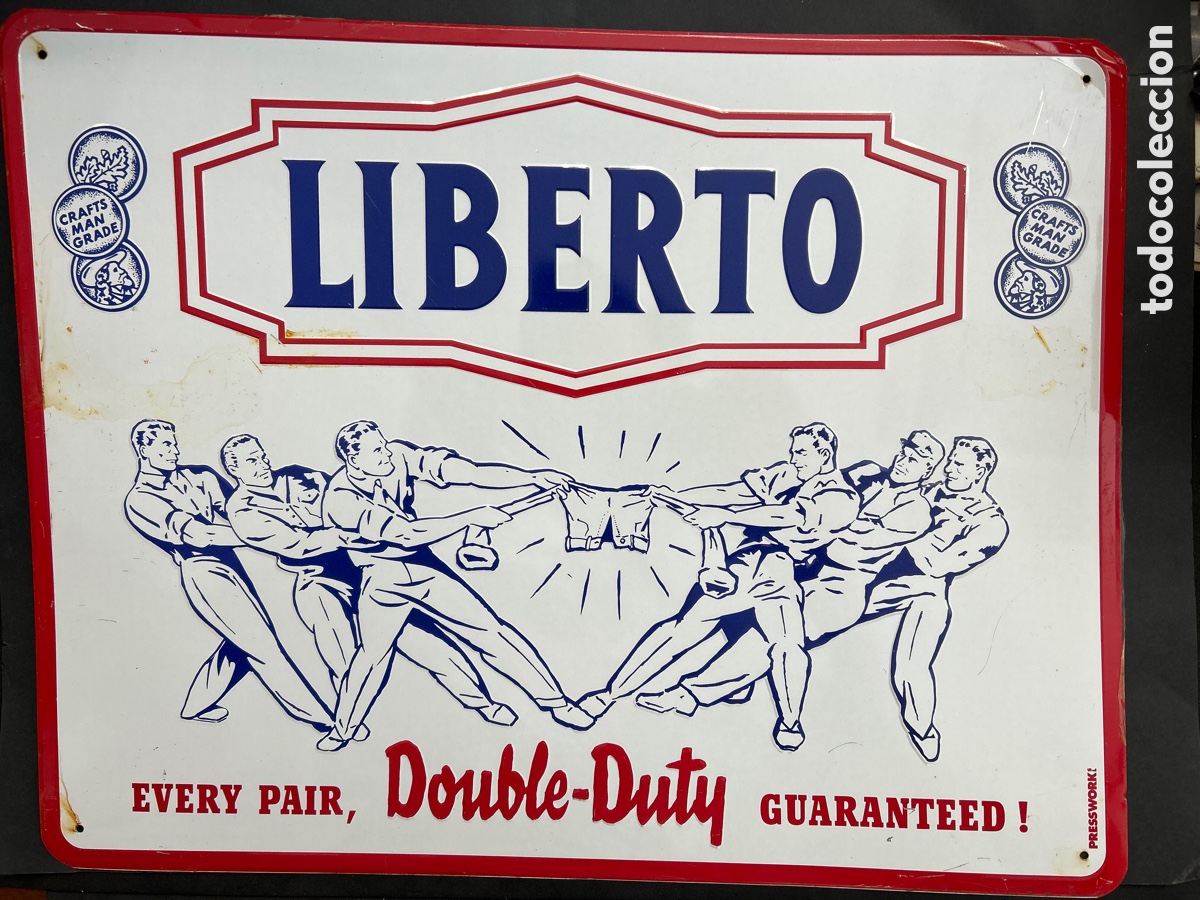 LIBERTO
CRAFTS
MAN
GRADE
CRAFTS
MAN
GRADE
EVERY PAIR, Double-Duty GUARANTEED !
PRESSWORK
todocoleccion